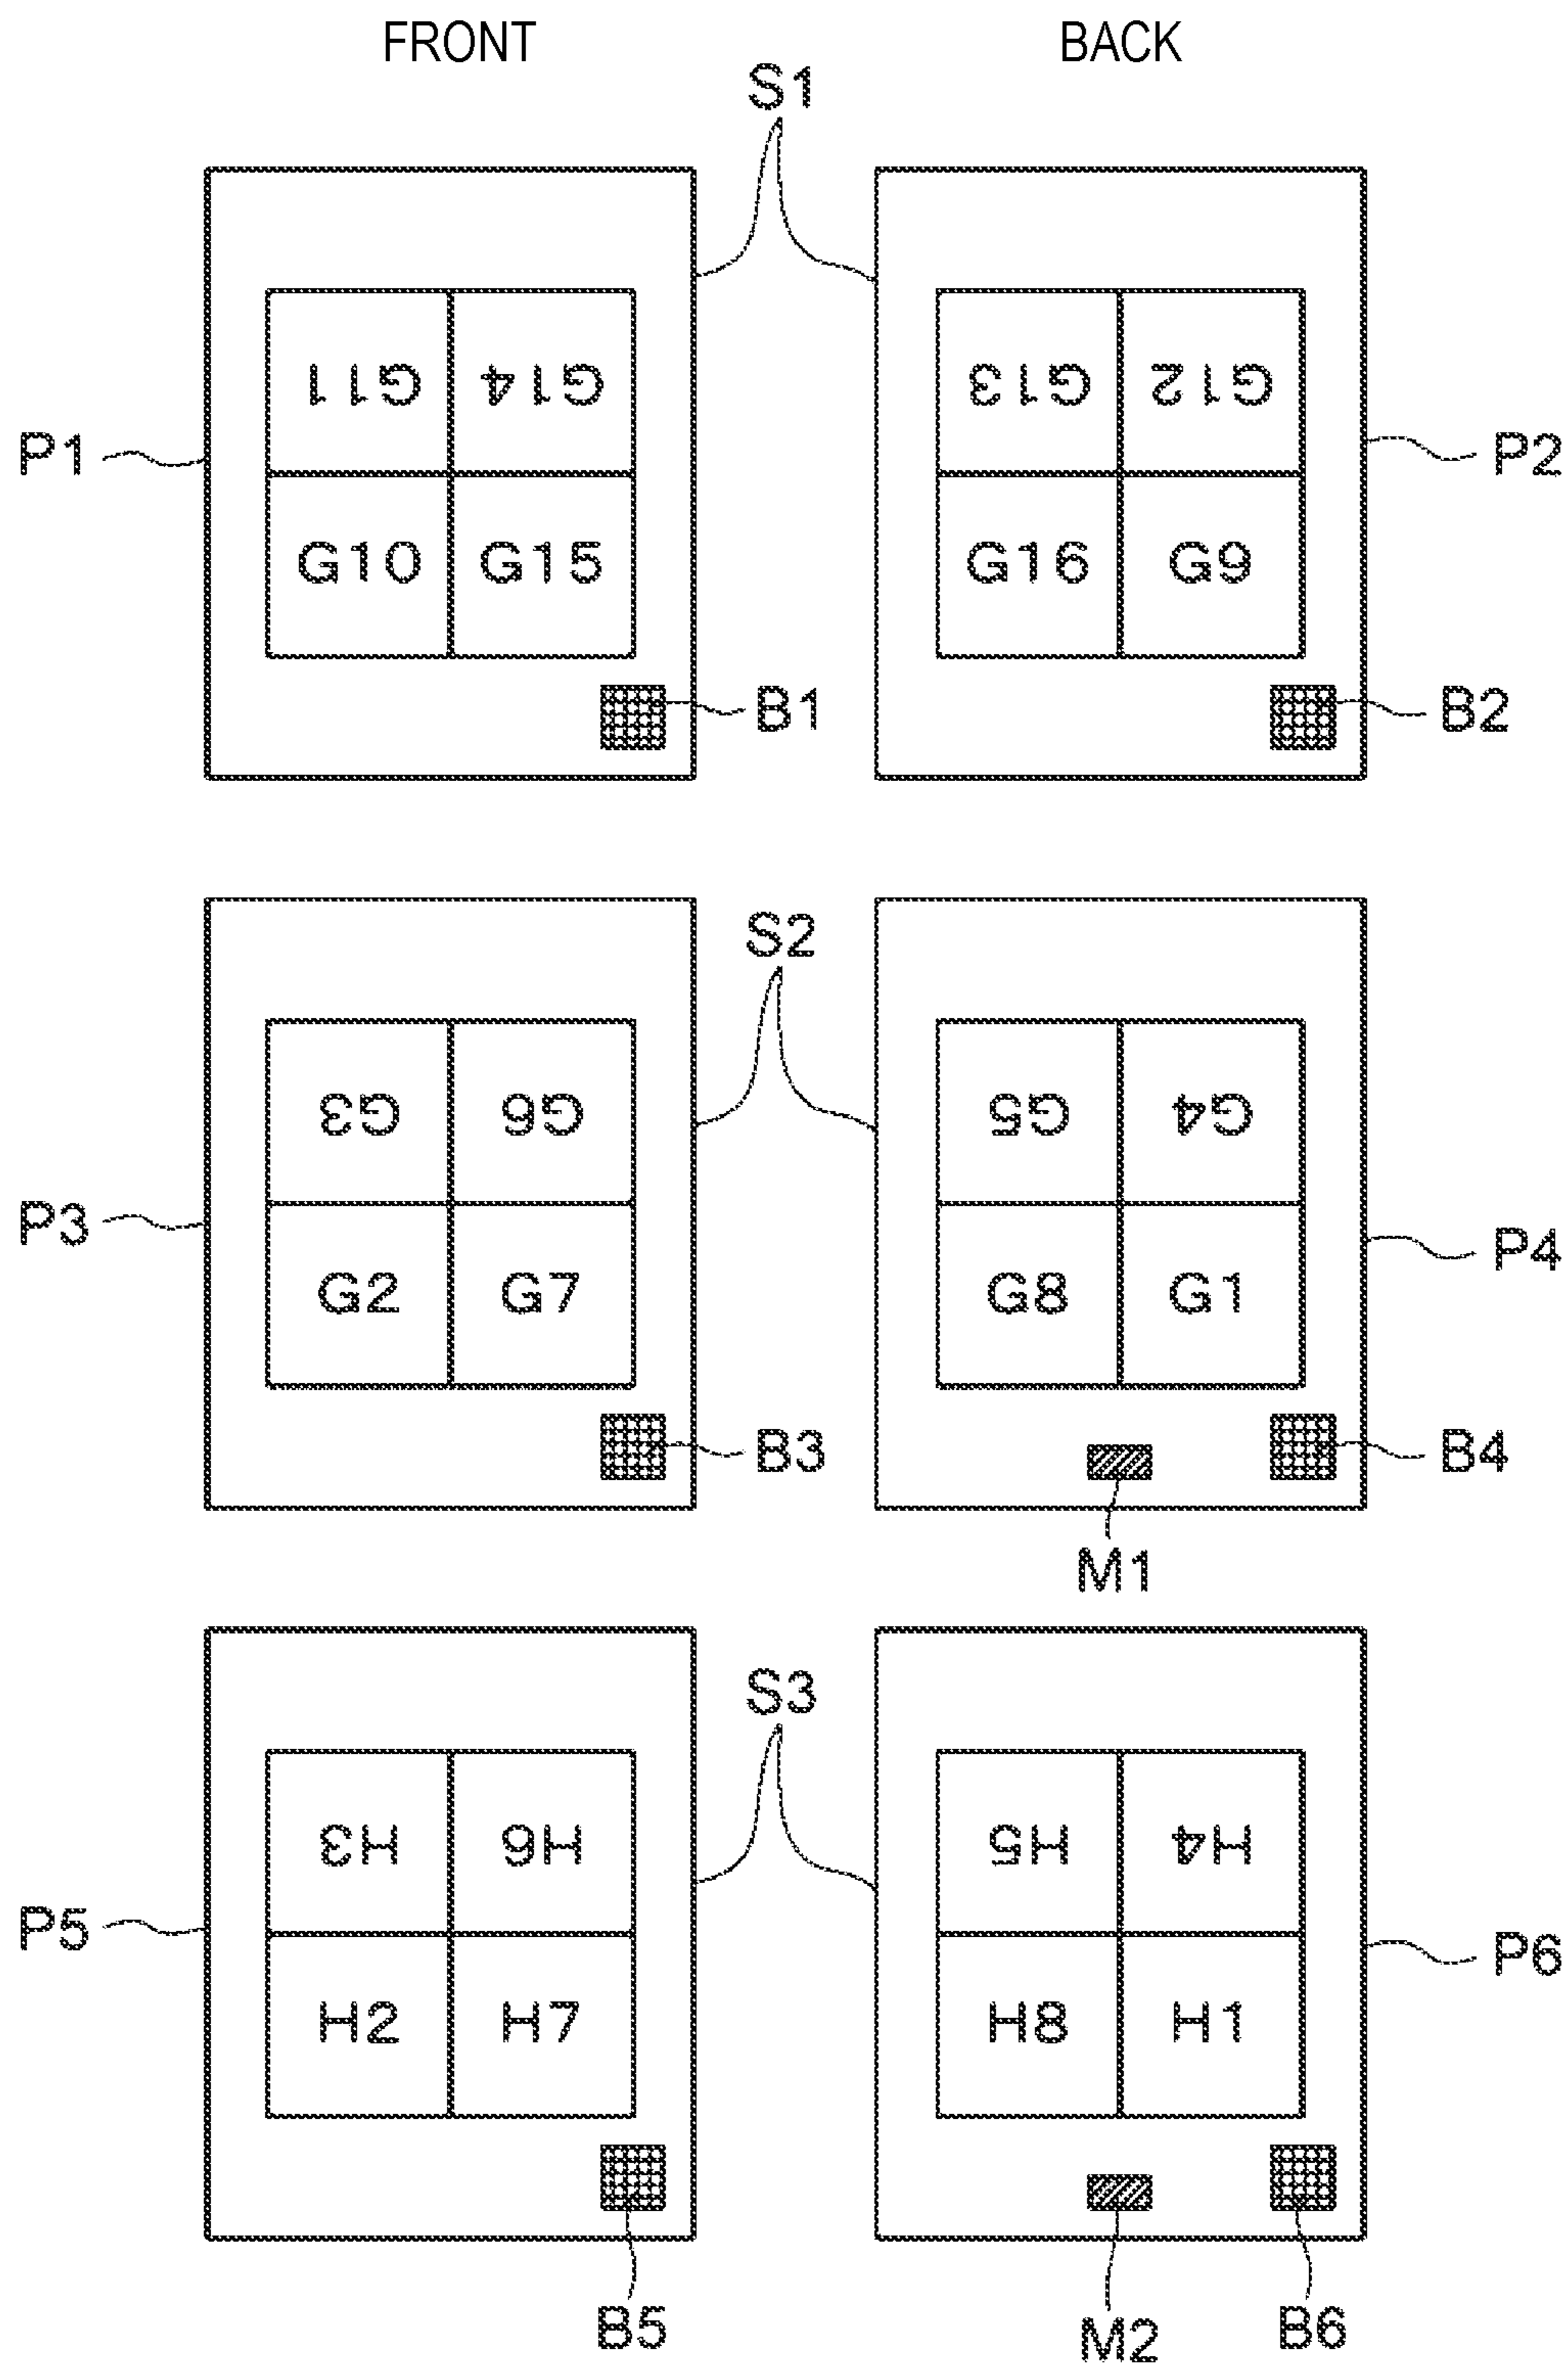 FRONT BACK
S1
G11 G14 G13 G12
P1 P2
G10 G15 G16 G9
B1 B2
S2
G3 G6 G5 G4
P3 P4
G2 G7 G8 G1
B3 B4
M1
S3
H3 H6 H5 H4
P5 P6
H2 H7 H8 H1
B5 M2 B6